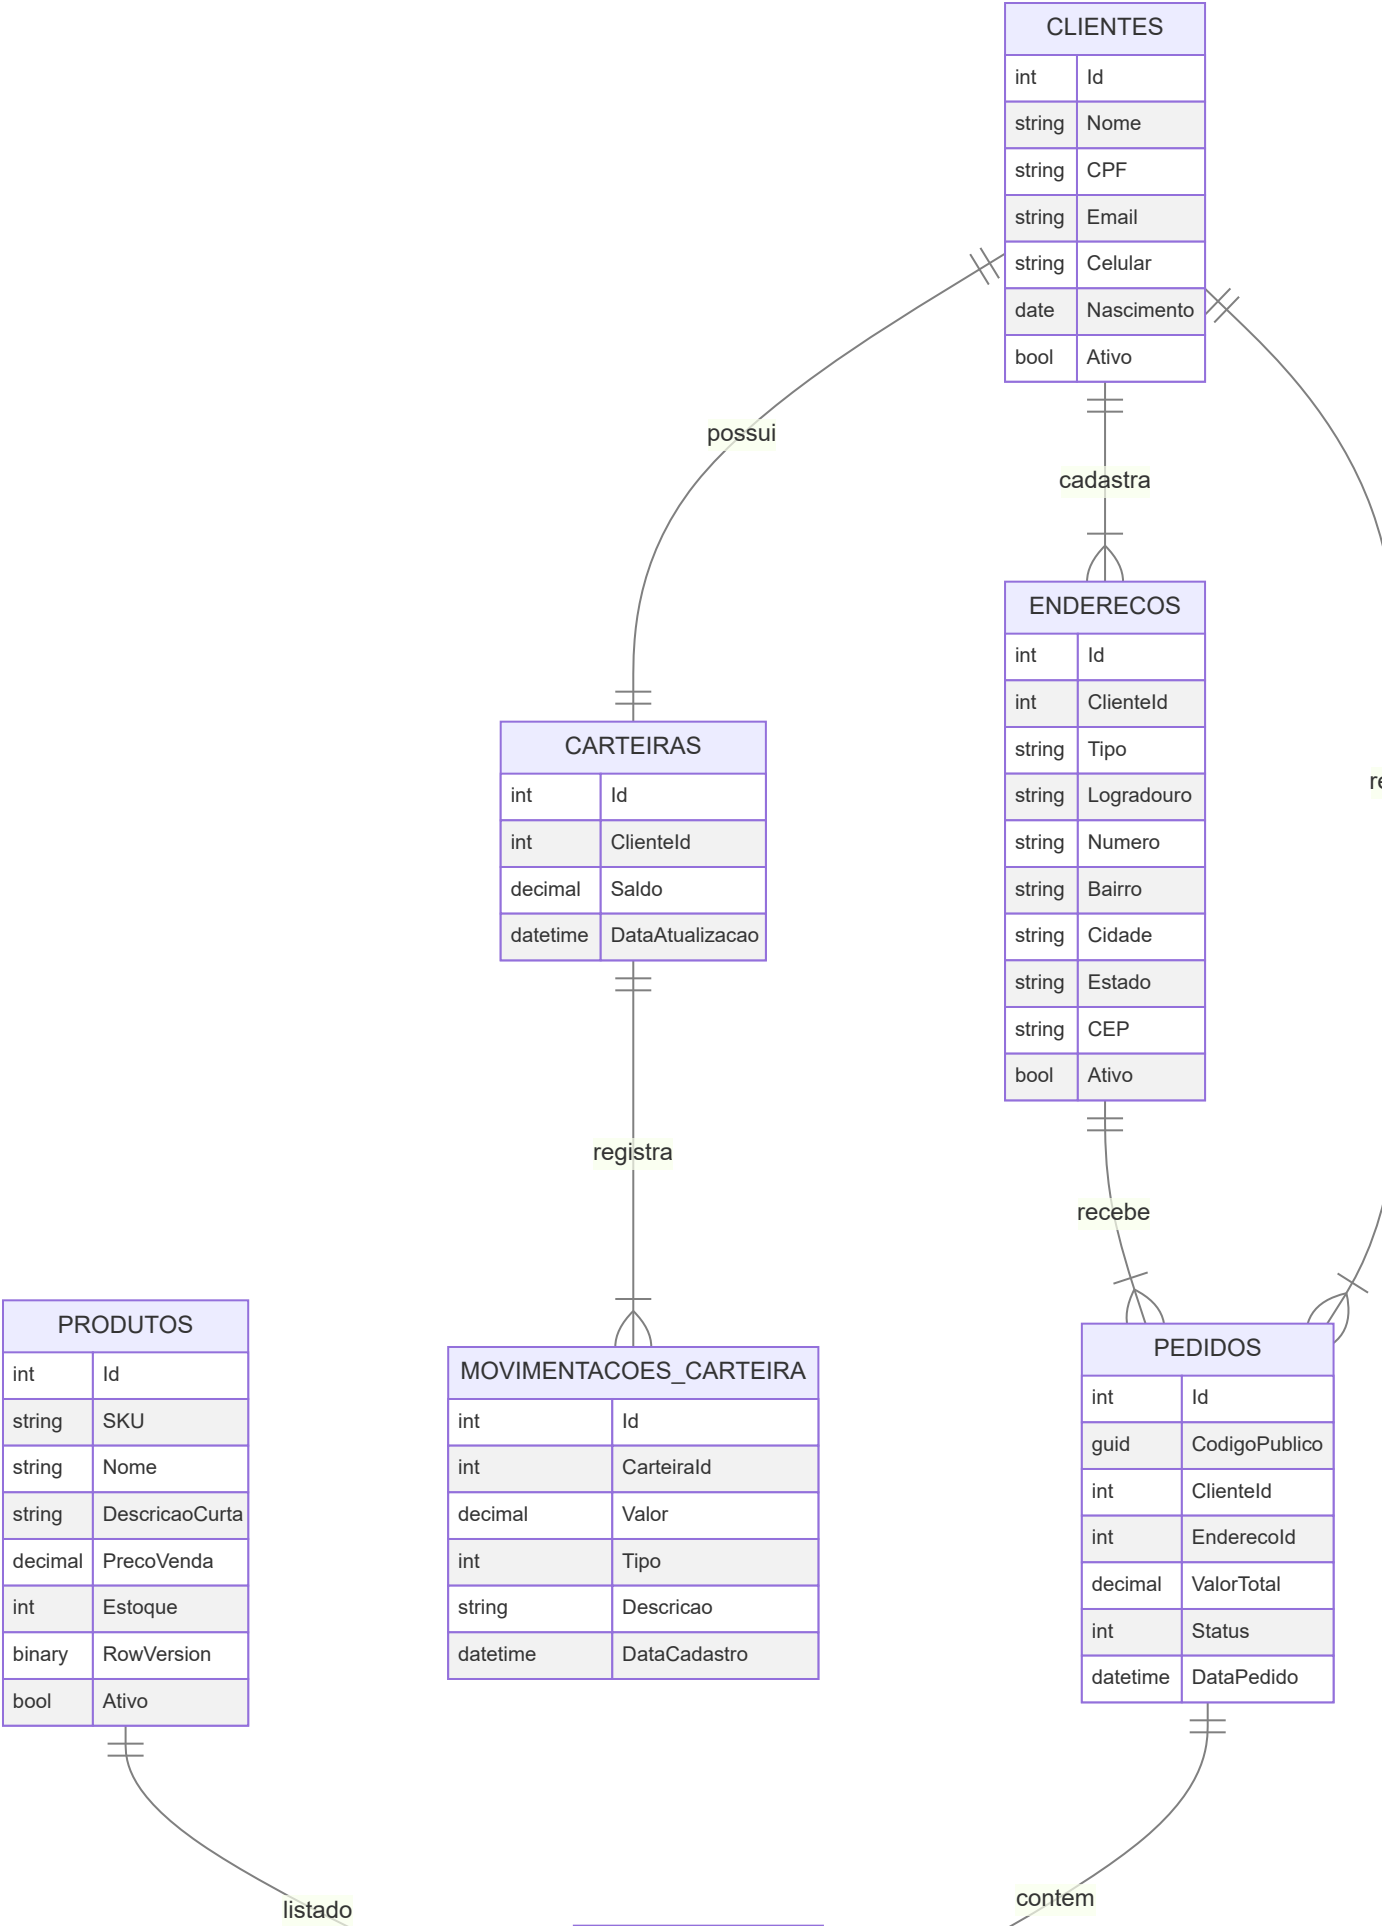 CLIENTES
int Id
string Nome
string CPF
string Email
string Celular
date Nascimento
bool Ativo
possui
cadastra
ENDERECOS
int Id
int ClienteId
string Tipo
string Logradouro
string Numero
string Bairro
string Cidade
string Estado
string CEP
bool Ativo
CARTEIRAS
int Id
int ClienteId
decimal Saldo
datetime DataAtualizacao
registra
recebe
PRODUTOS
int Id
string SKU
string Nome
string DescricaoCurta
decimal PrecoVenda
int Estoque
binary RowVersion
bool Ativo
MOVIMENTACOES_CARTEIRA
int Id
int CarteiraId
decimal Valor
int Tipo
string Descricao
datetime DataCadastro
PEDIDOS
int Id
guid CodigoPublico
int ClienteId
int EnderecoId
decimal ValorTotal
int Status
datetime DataPedido
listado
contem